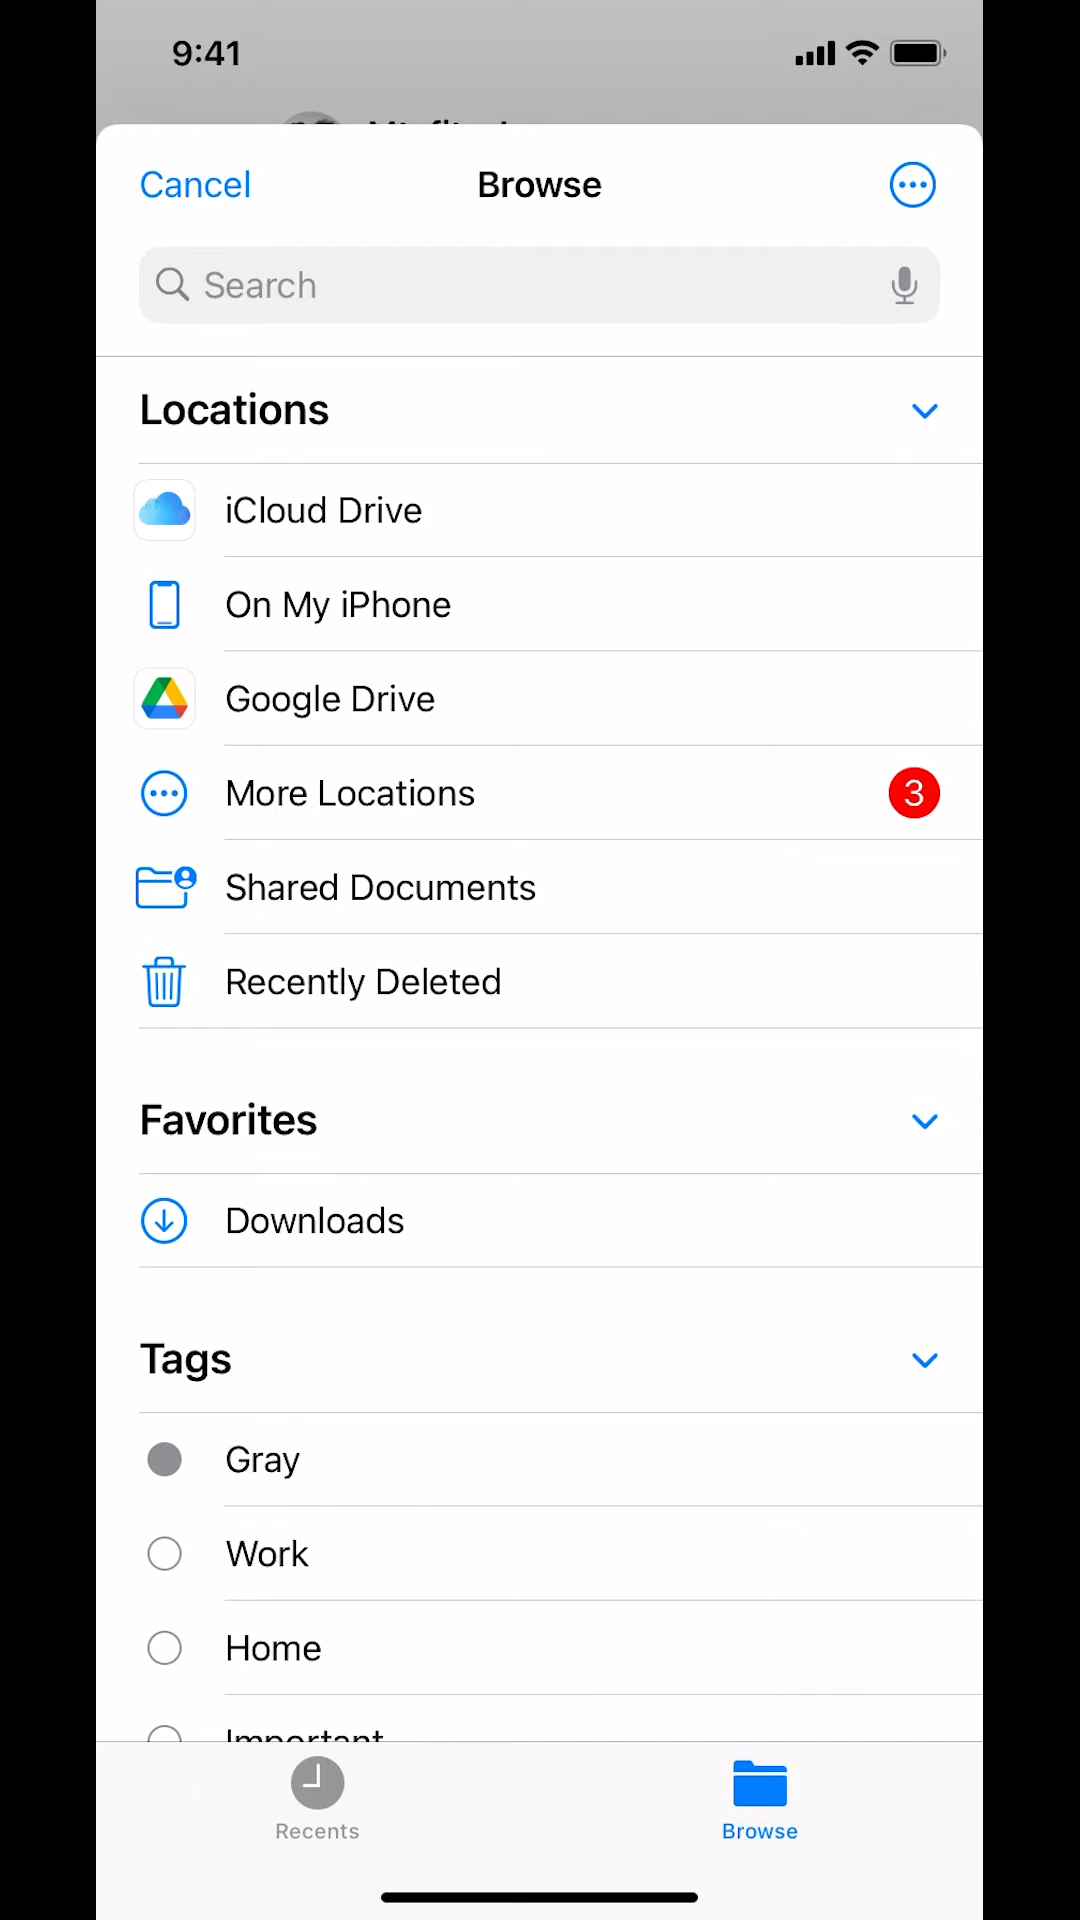 9:41
Cancel
Browse
Search
Locations
iCloud Drive
On My iPhone
Google Drive
More Locations
3
Shared Documents
Recently Deleted
Favorites
Downloads
Tags
Gray
Work
Home
Important
Recents
Browse